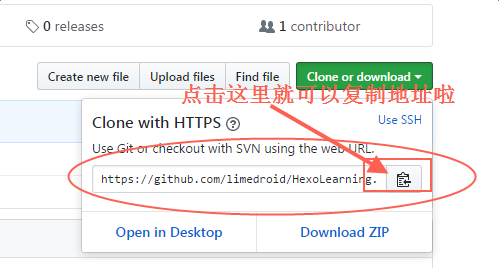 0 releases
1 contributor
Create new file
Upload files
Find file
Clone or download
点击这里就可以复制地址啦
Clone with HTTPS
Use SSH
Use Git or checkout with SVN using the web URL.
https://github.com/limedroid/HexoLearning.
Open in Desktop
Download ZIP